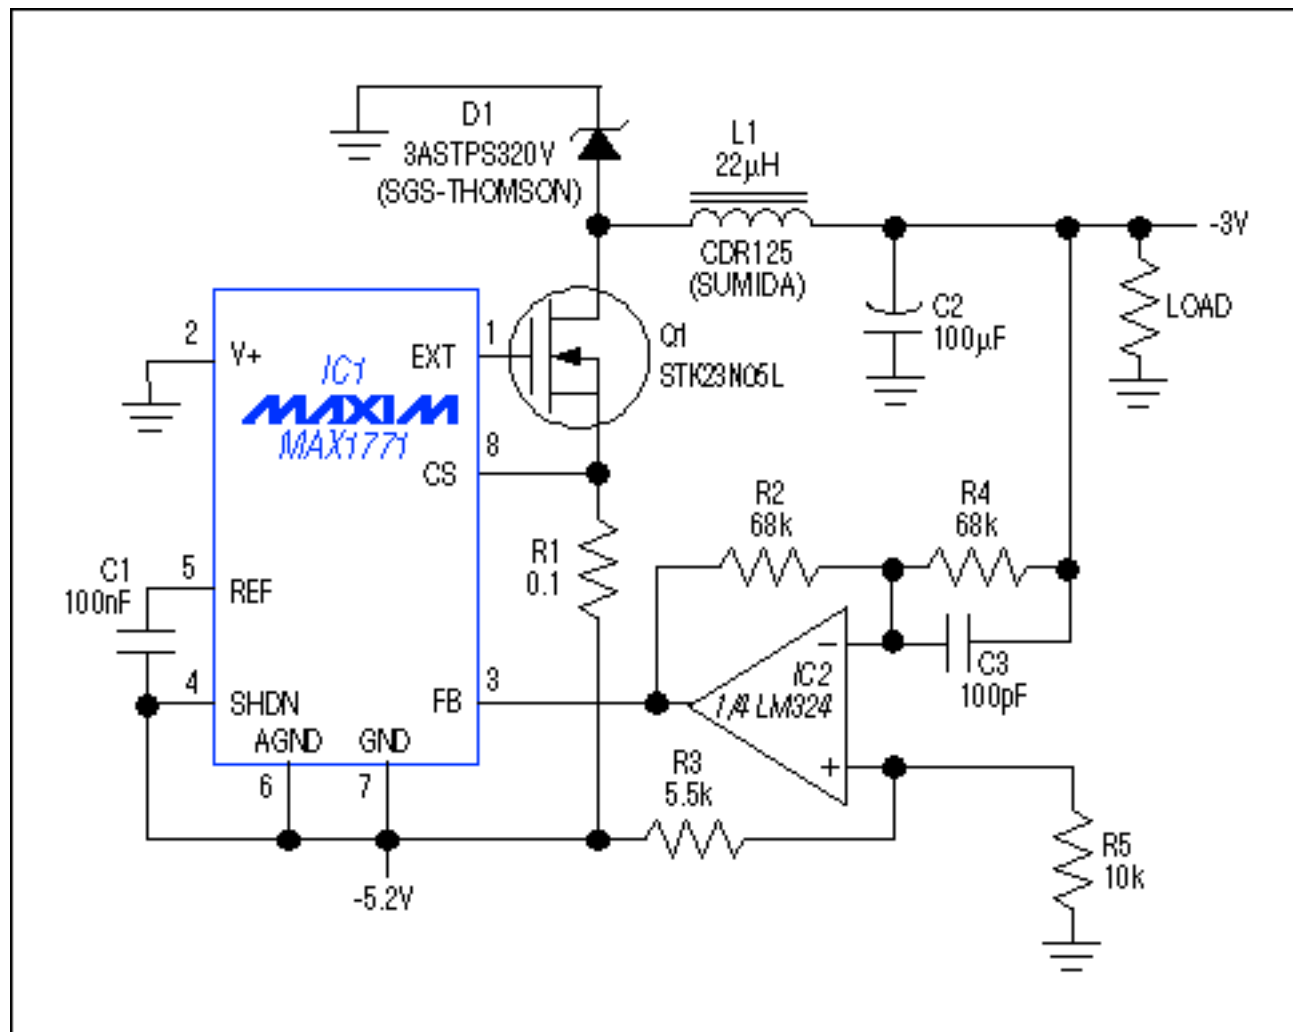 D1
3ASTPS320V
(SGS-THOMSON)
L1
22μH
CDR125
(SUMIDA)
-3V
C2
100μF
LOAD
2
V+
IC1
MAXIM
MAX1771
EXT
1
Q1
STK23N05L
8
CS
R1
0.1
R2
68k
R4
68k
C1
100nF
5
REF
4
SHDN
FB
3
AGND
GND
6
7
-5.2V
R3
5.5k
−
IC2
1/4 LM324
+
C3
100pF
R5
10k